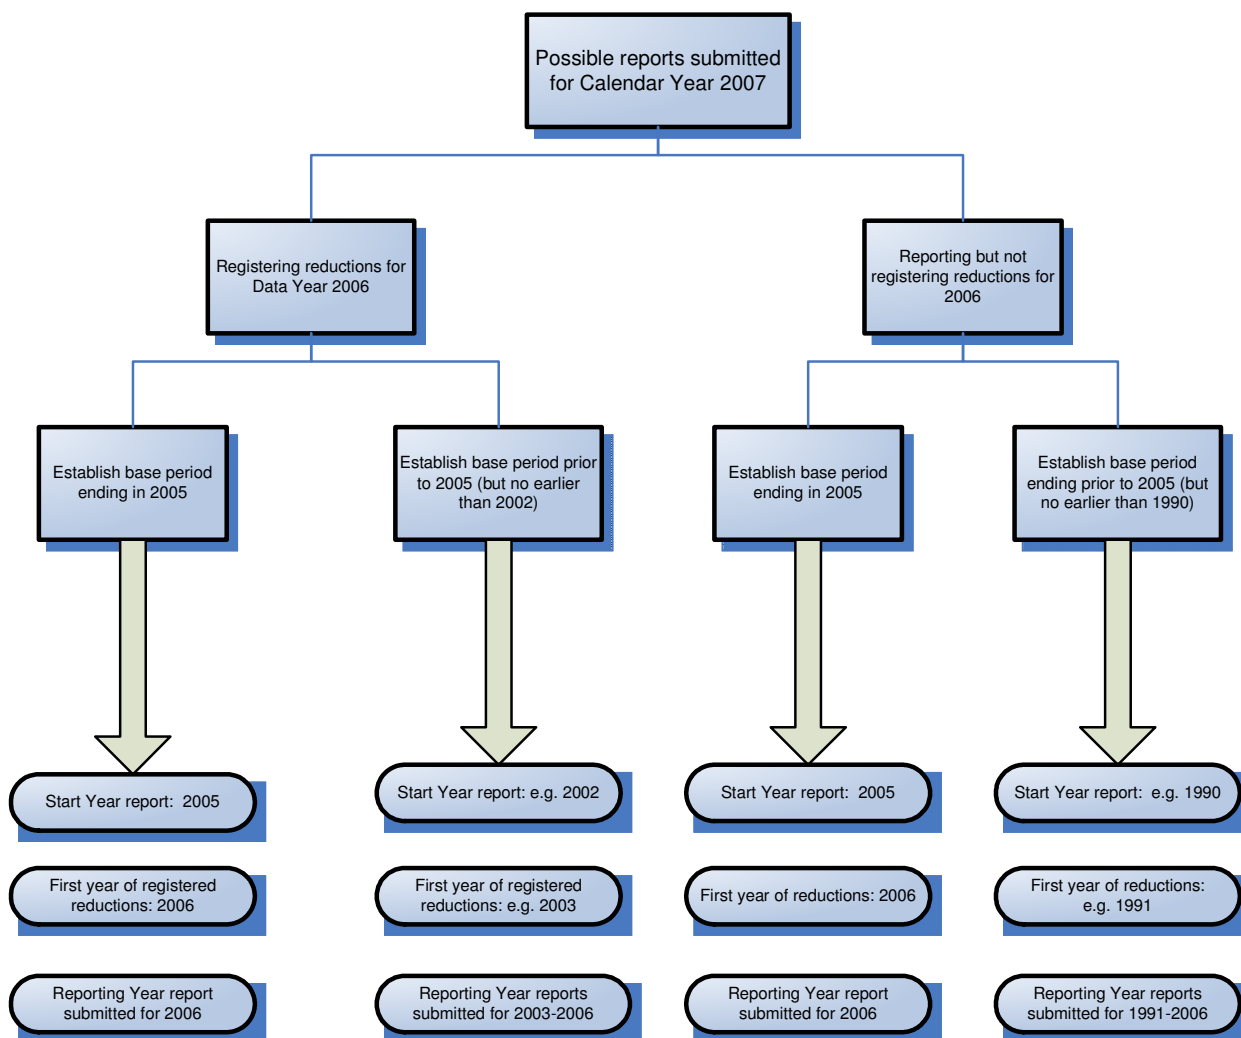 Possible reports submitted
for Calendar Year 2007
Registering reductions for
Data Year 2006
Reporting but not
registering reductions for
2006
Establish base period
ending in 2005
Establish base period prior
to 2005 (but no earlier
than 2002)
Establish base period
ending in 2005
Establish base period
ending prior to 2005 (but
no earlier than 1990)
Start Year report:  2005
Start Year report: e.g. 2002
Start Year report:  2005
Start Year report:  e.g. 1990
First year of registered
reductions: 2006
First year of registered
reductions: e.g. 2003
First year of reductions: 2006
First year of reductions:
e.g. 1991
Reporting Year report
submitted for 2006
Reporting Year reports
submitted for 2003-2006
Reporting Year report
submitted for 2006
Reporting Year reports
submitted for 1991-2006